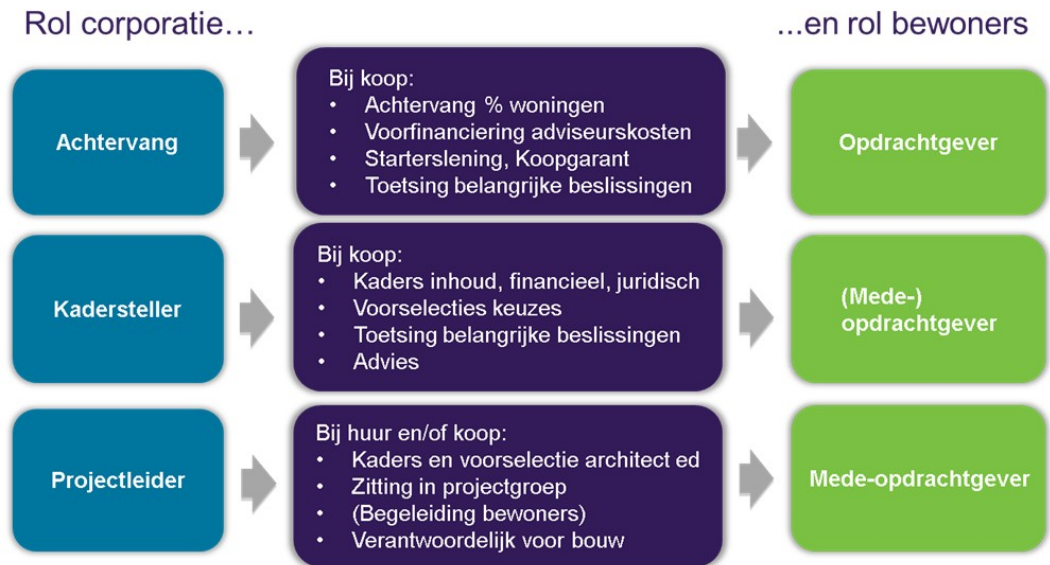 Rol corporatie…
...en rol bewoners
Achtervang
Bij koop:
• Achtervang % woningen
• Voorfinanciering adviseurskosten
• Starterslening, Koopgarant
• Toetsing belangrijke beslissingen
Opdrachtgever
Kadersteller
Bij koop:
• Kaders inhoud, financieel, juridisch
• Voorselecties keuzes
• Toetsing belangrijke beslissingen
• Advies
(Mede-)
opdrachtgever
Projectleider
Bij huur en/of koop:
• Kaders en voorselectie architect ed
• Zitting in projectgroep
• (Begeleiding bewoners)
• Verantwoordelijk voor bouw
Mede-opdrachtgever